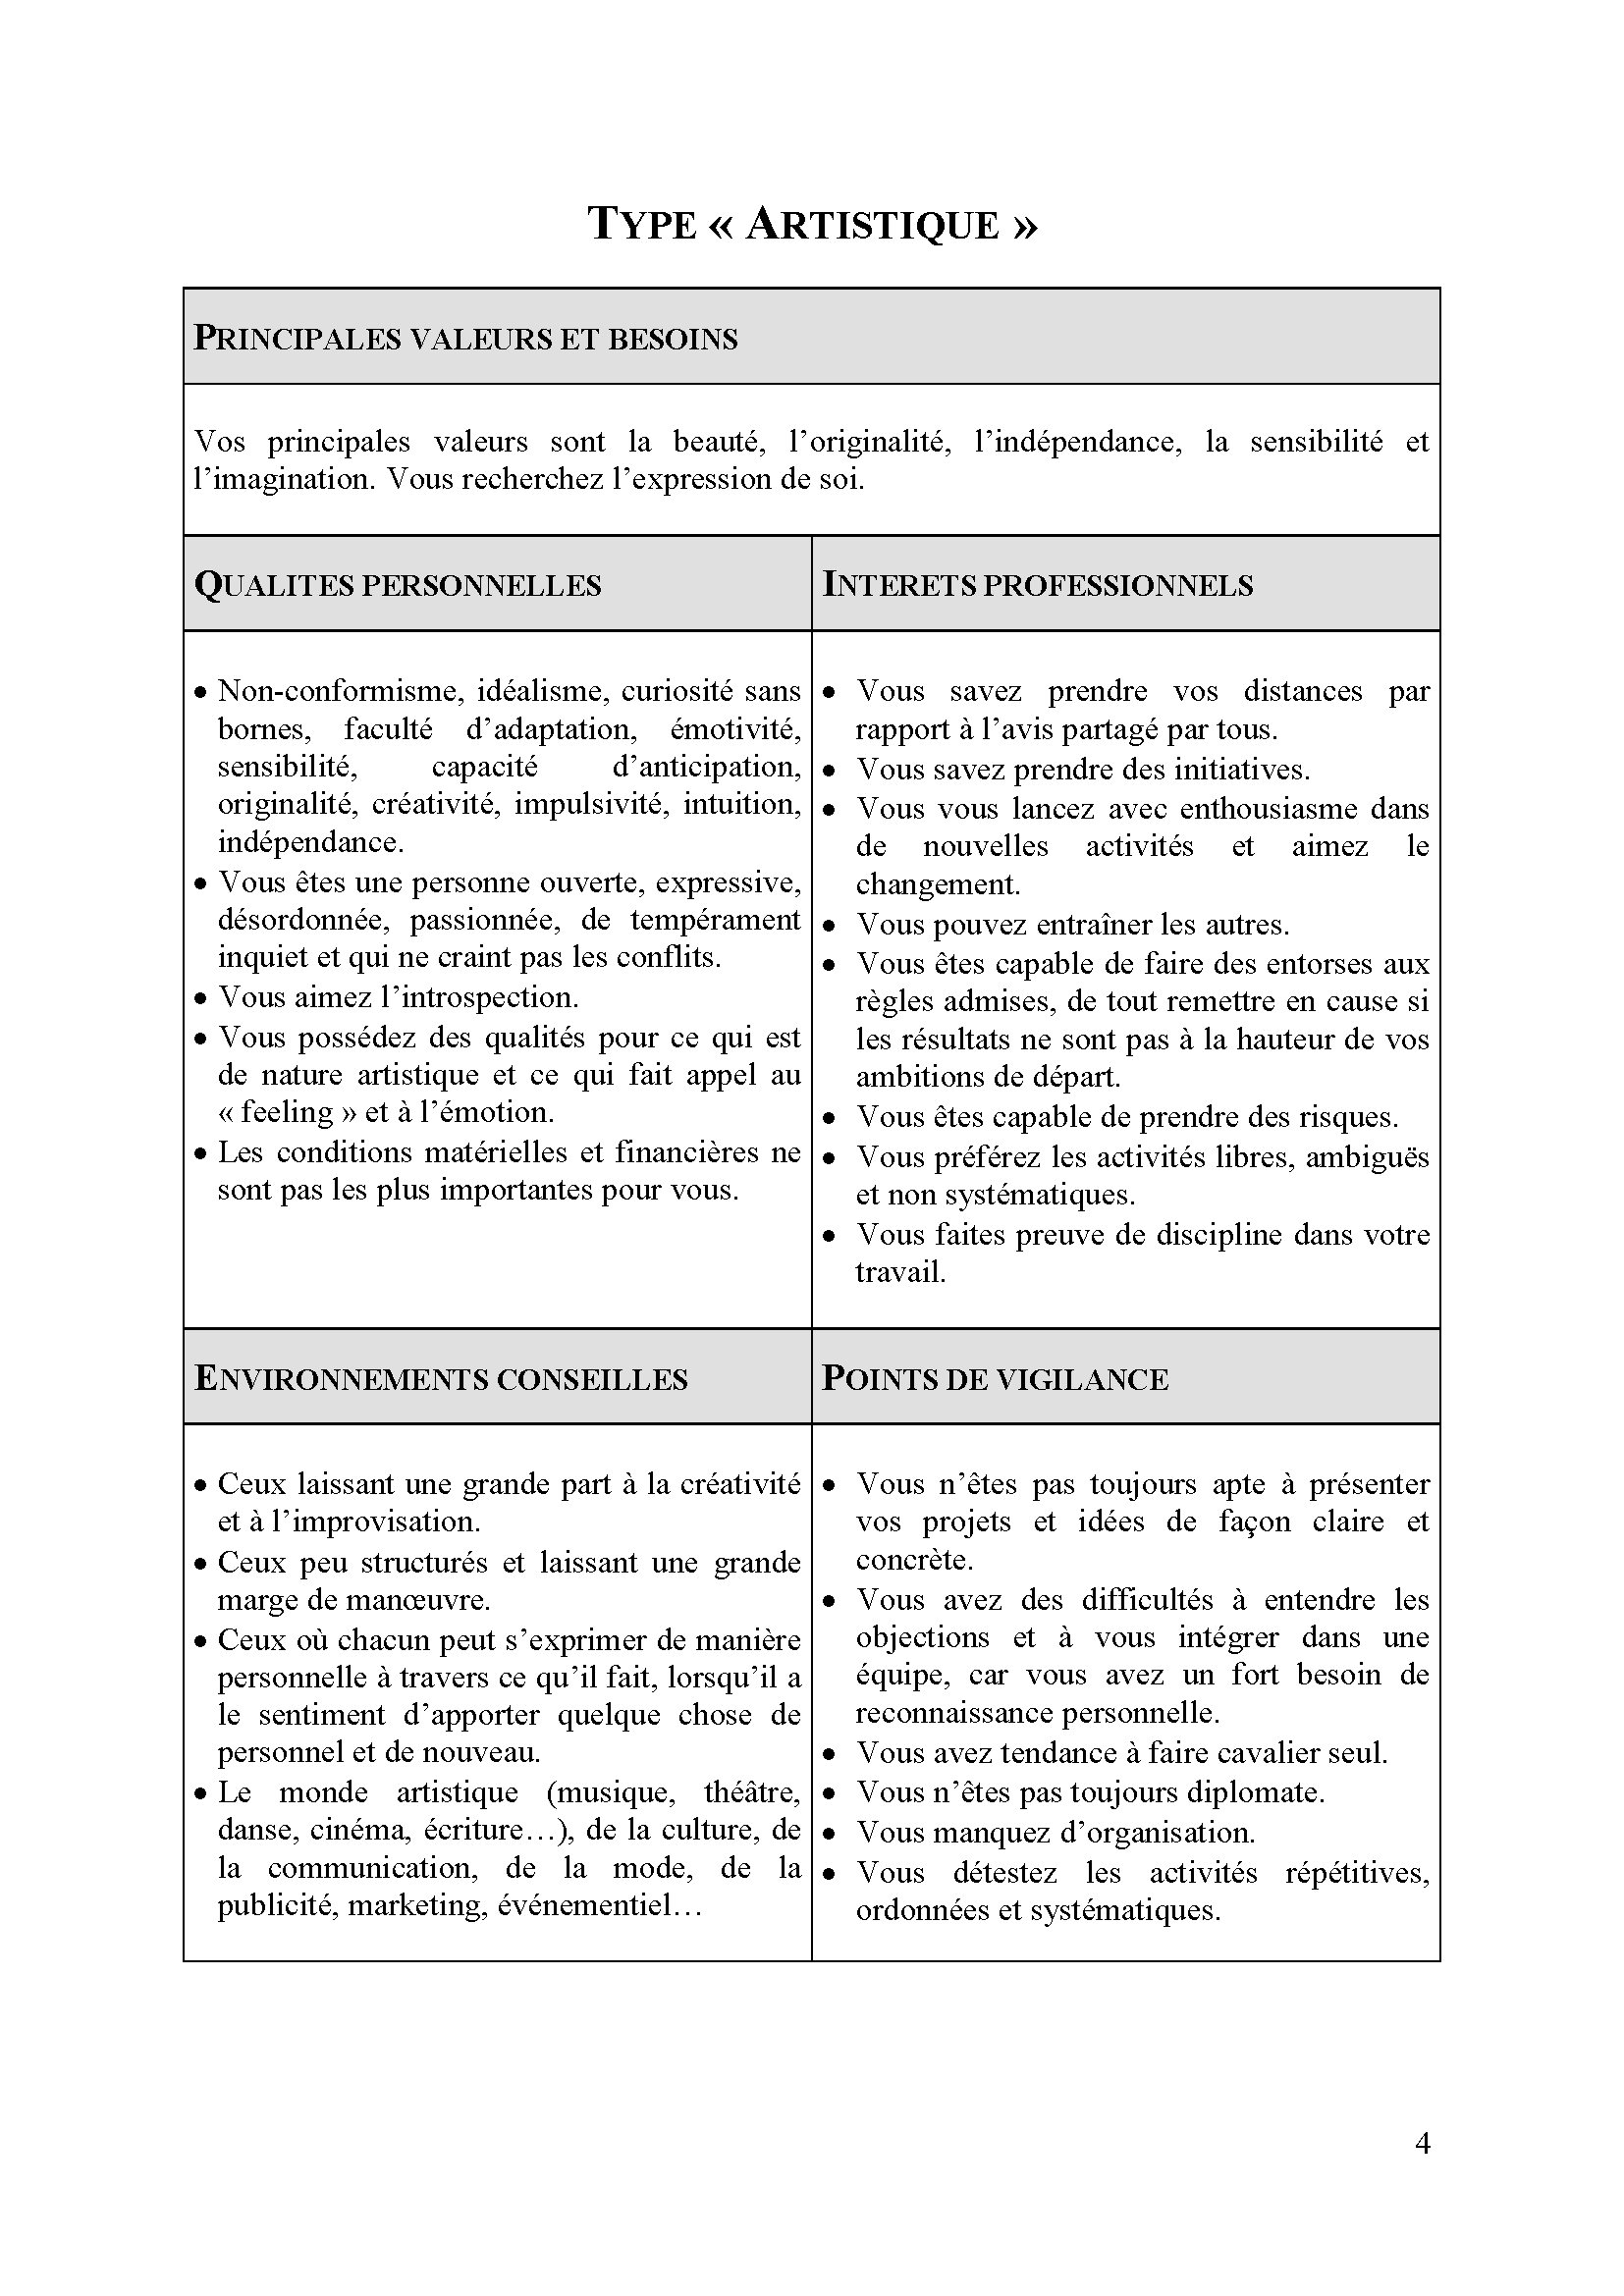 TYPE « ARTISTIQUE »
PRINCIPALES VALEURS ET BESOINS
Vos principales valeurs sont la beauté, l’originalité, l’indépendance, la sensibilité et
l’imagination. Vous recherchez l’expression de soi.
QUALITES PERSONNELLES
• Non-conformisme, idéalisme, curiosité sans
bornes, faculté d’adaptation, émotivité,
sensibilité, capacité d’anticipation,
originalité, créativité, impulsivité, intuition,
indépendance.
• Vous êtes une personne ouverte, expressive,
désordonnée, passionnée, de tempérament
inquiet et qui ne craint pas les conflits.
• Vous aimez l’introspection.
• Vous possédez des qualités pour ce qui est
de nature artistique et ce qui fait appel au
« feeling » et à l’émotion.
• Les conditions matérielles et financières ne
sont pas les plus importantes pour vous.
INTERETS PROFESSIONNELS
• Vous savez prendre vos distances par
rapport à l’avis partagé par tous.
• Vous savez prendre des initiatives.
• Vous vous lancez avec enthousiasme dans
de nouvelles activités et aimez le
changement.
• Vous pouvez entraîner les autres.
• Vous êtes capable de faire des entorses aux
règles admises, de tout remettre en cause si
les résultats ne sont pas à la hauteur de vos
ambitions de départ.
• Vous êtes capable de prendre des risques.
• Vous préférez les activités libres, ambiguës
et non systématiques.
• Vous faites preuve de discipline dans votre
travail.
ENVIRONNEMENTS CONSEILLES
• Ceux laissant une grande part à la créativité
et à l’improvisation.
• Ceux peu structurés et laissant une grande
marge de manœuvre.
• Ceux où chacun peut s’exprimer de manière
personnelle à travers ce qu’il fait, lorsqu’il a
le sentiment d’apporter quelque chose de
personnel et de nouveau.
• Le monde artistique (musique, théâtre,
danse, cinéma, écriture…), de la culture, de
la communication, de la mode, de la
publicité, marketing, événementiel…
POINTS DE VIGILANCE
• Vous n’êtes pas toujours apte à présenter
vos projets et idées de façon claire et
concrète.
• Vous avez des difficultés à entendre les
objections et à vous intégrer dans une
équipe, car vous avez un fort besoin de
reconnaissance personnelle.
• Vous avez tendance à faire cavalier seul.
• Vous n’êtes pas toujours diplomate.
• Vous manquez d’organisation.
• Vous détestez les activités répétitives,
ordonnées et systématiques.
4